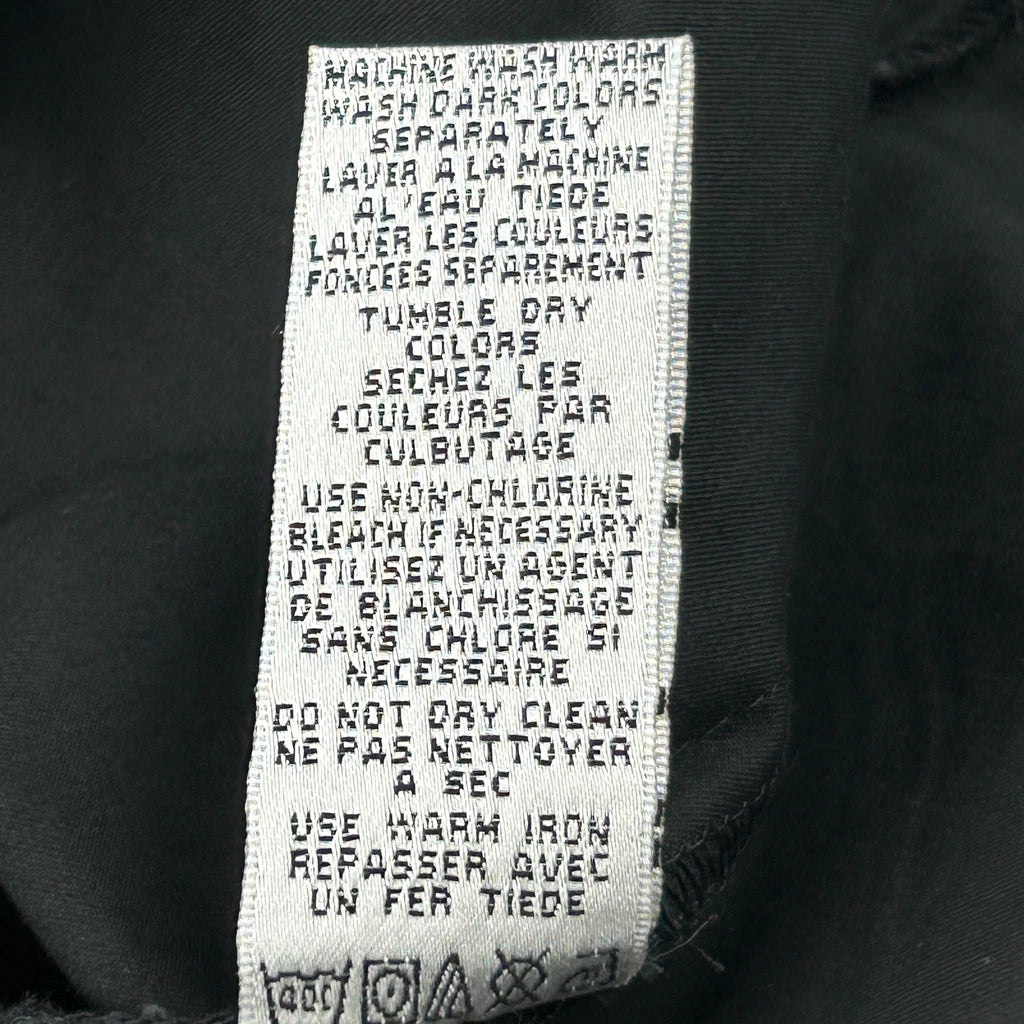 MACHINE WASH WARM
WASH DARK COLORS
SEPARATELY
LAVER A LA MACHINE
A L'EAU TIEDE
LAVER LES COULEURS
FONCEES SEPAREMENT
TUMBLE DRY
COLORS
SECHEZ LES
COULEURS PAR
CULBUTAGE
USE NON-CHLORINE
BLEACH IF NECESSARY
UTILISEZ UN AGENT
DE BLANCHISSAGE
SANS CHLORE SI
NECESSAIRE
DO NOT DRY CLEAN
NE PAS NETTOYER
A SEC
USE WARM IRON
REPASSER AVEC
UN FER TIEDE
40C